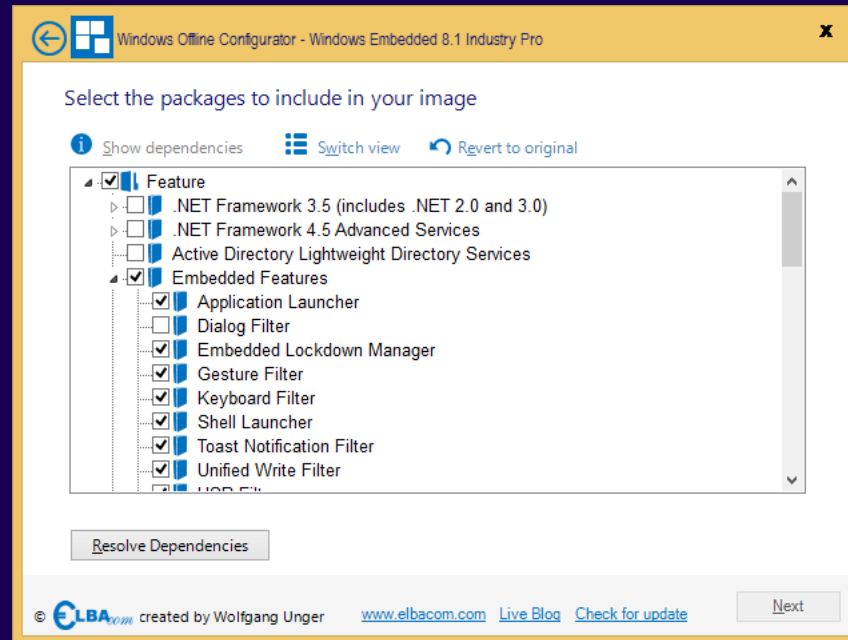 Windows Offline Configurator - Windows Embedded 8.1 Industry Pro
x
Select the packages to include in your image
Show dependencies Switch view Revert to original
Feature
.NET Framework 3.5 (includes .NET 2.0 and 3.0)
.NET Framework 4.5 Advanced Services
Active Directory Lightweight Directory Services
Embedded Features
Application Launcher
Dialog Filter
Embedded Lockdown Manager
Gesture Filter
Keyboard Filter
Shell Launcher
Toast Notification Filter
Unified Write Filter
Resolve Dependencies
© ELBAcom created by Wolfgang Unger www.elbacom.com Live Blog Check for update Next